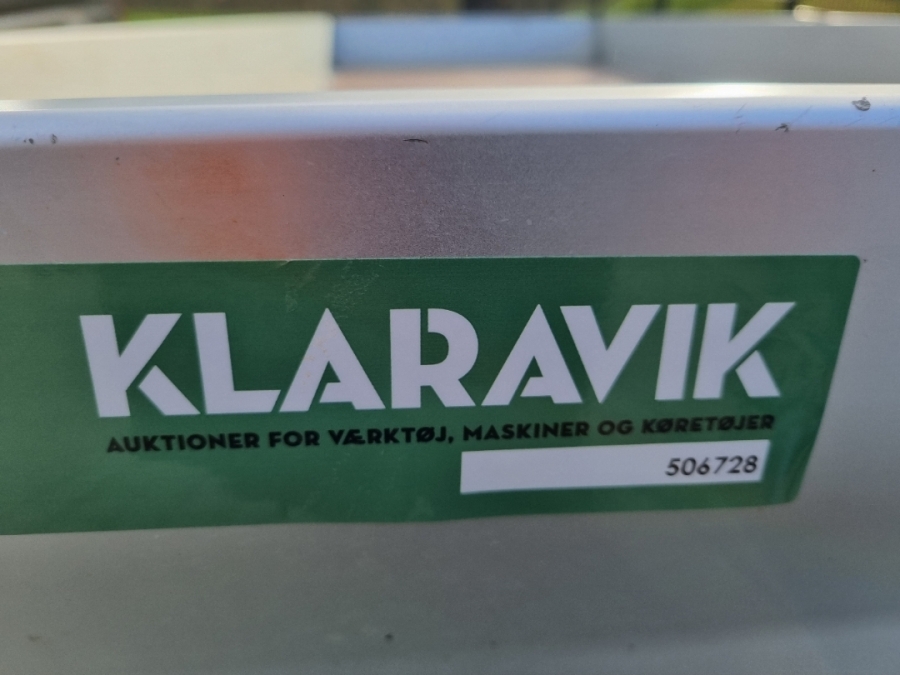 KLARAVIK
AUKTIONER FOR VÆRKTØJ, MASKINER OG KØRETØJER
506728